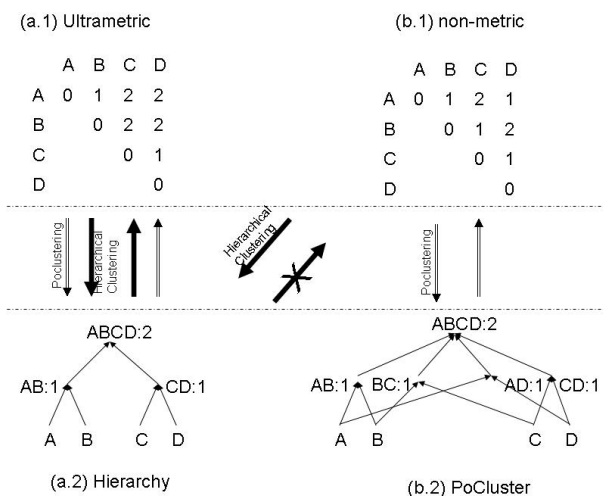 (a.1) Ultrametric
A B C D
A 0 1 2 2
B 0 2 2
C 0 1
D 0
(b.1) non-metric
A B C D
A 0 1 2 1
B 0 1 2
C 0 1
D 0
Poclustering
Hierarchical
Clustering
Hierarchical
Clustering
Poclustering
ABCD:2
AB:1 CD:1
A B C D
(a.2) Hierarchy
ABCD:2
AB:1 BC:1 AD:1 CD:1
A B C D
(b.2) PoCluster